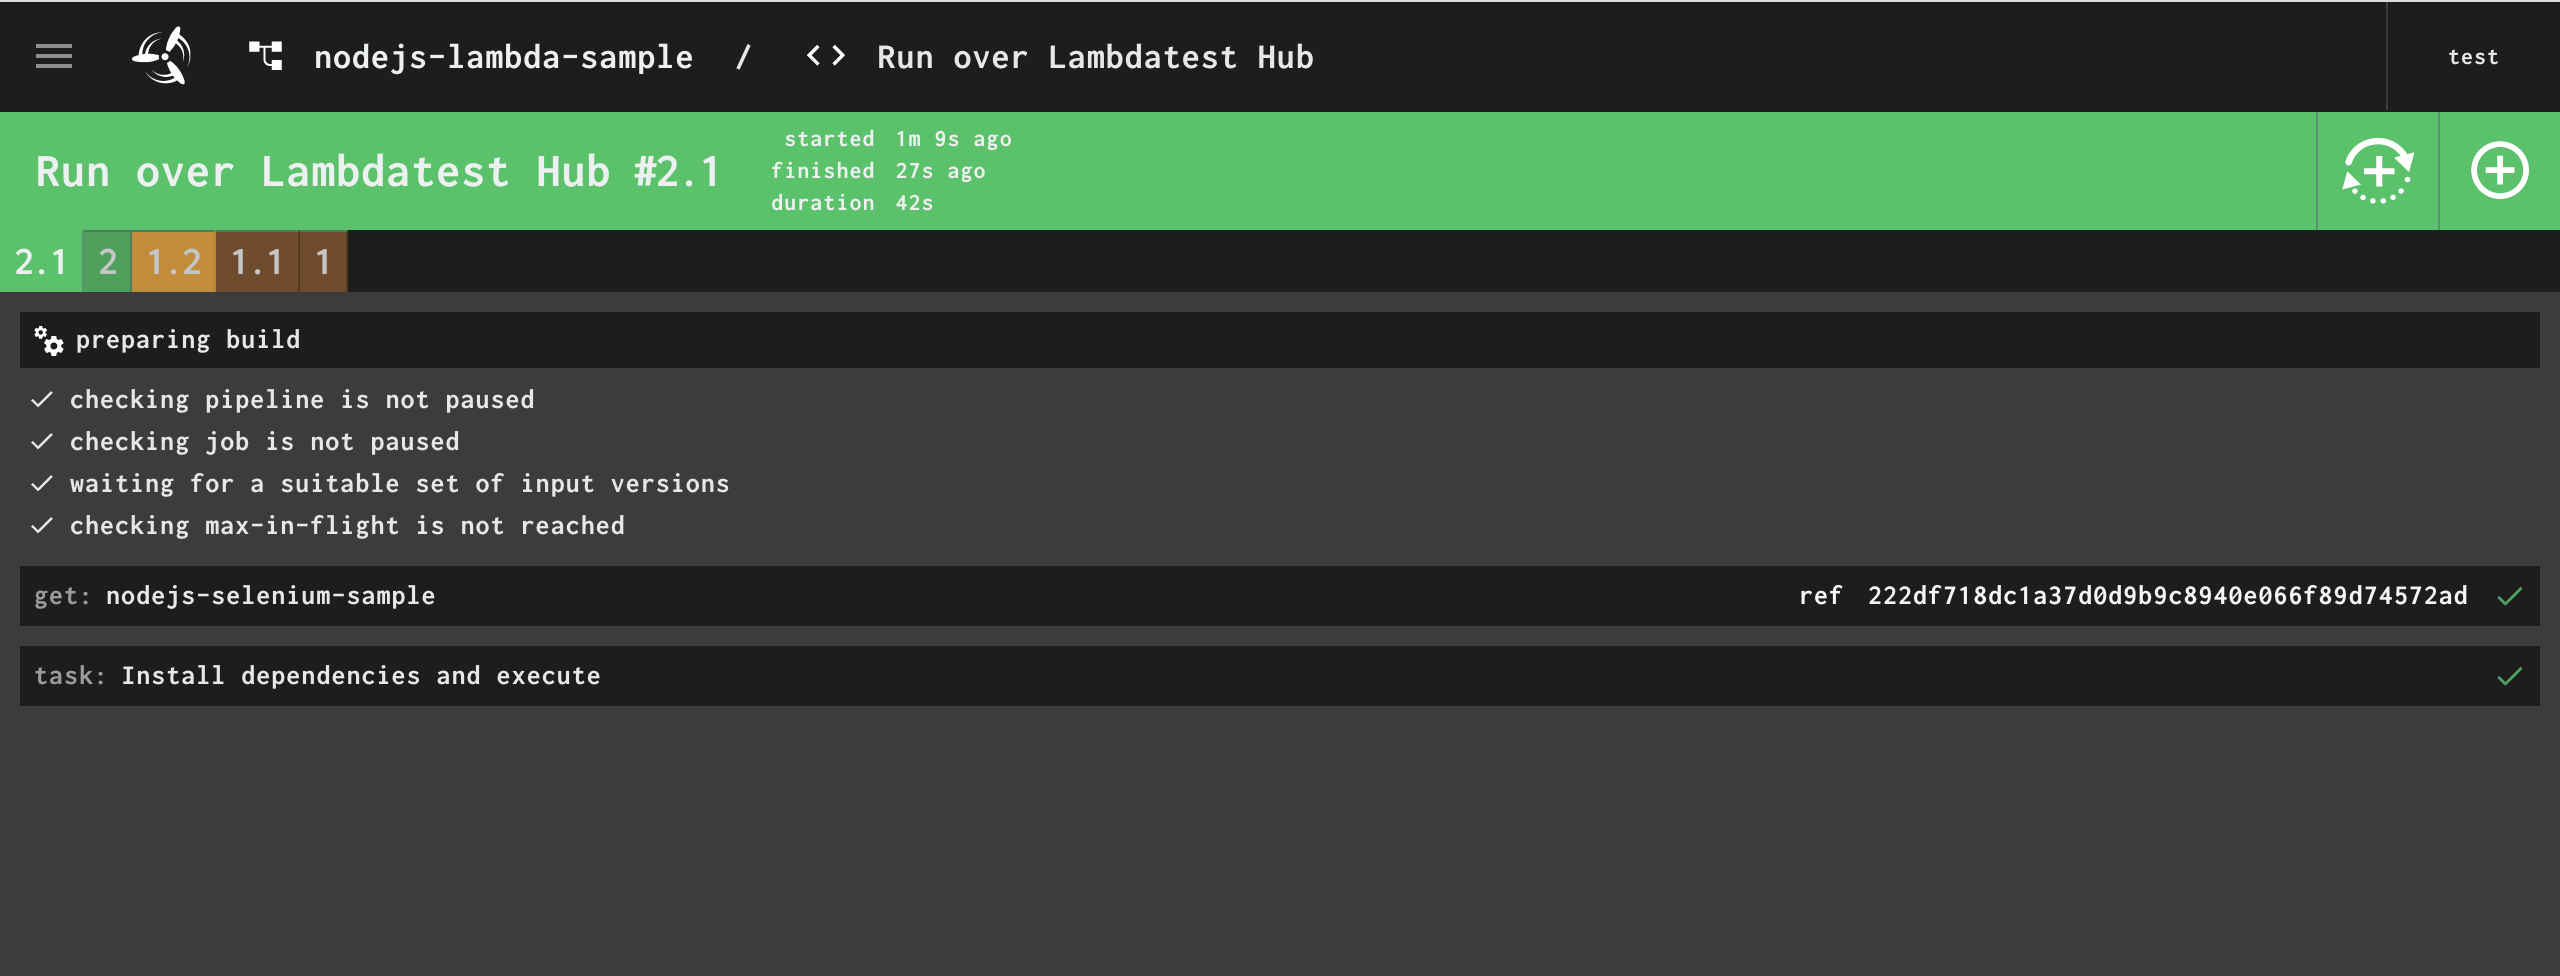 nodejs-lambda-sample / <> Run over Lambdatest Hub test
Run over Lambdatest Hub #2.1
started 1m 9s ago
finished 27s ago
duration 42s
2.1 2 1.2 1.1 1
preparing build
checking pipeline is not paused
checking job is not paused
waiting for a suitable set of input versions
checking max-in-flight is not reached
get: nodejs-selenium-sample ref 222df718dc1a37d0d9b9c8940e066f89d74572ad
task: Install dependencies and execute